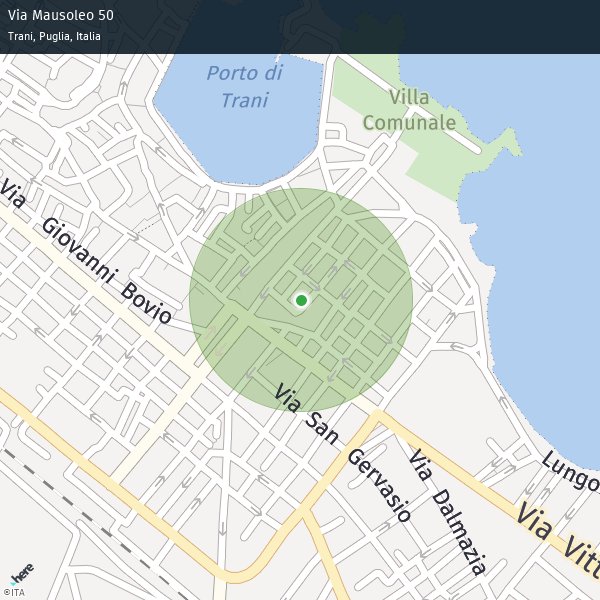 Via Mausoleo 50
Trani, Puglia, Italia
Porto di
Trani
Villa
Comunale
Via Giovanni Bovio
Via San Gervasio
Via Dalmazia
Lungo
Via Vitt
here
©ITA